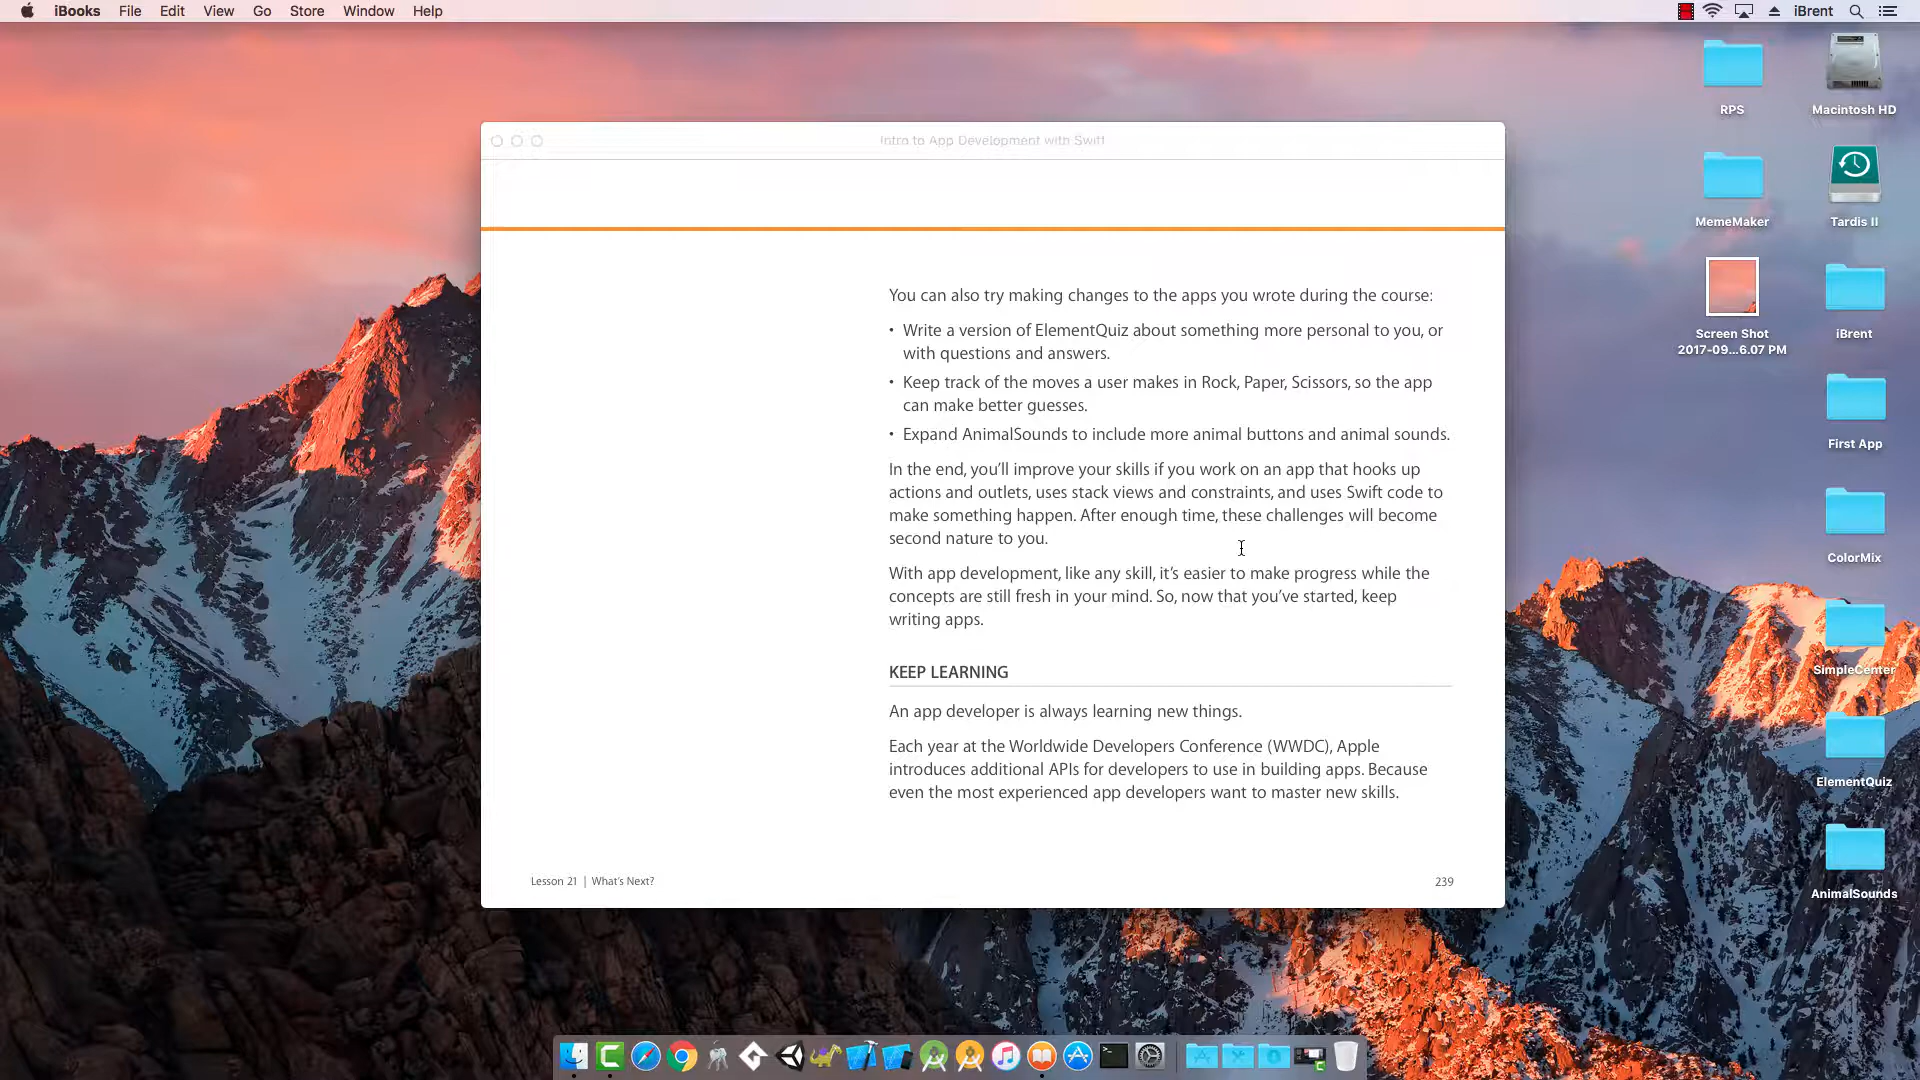 iBooks File Edit View Go Store Window Help iBrent
Intro to App Development with Swift
You can also try making changes to the apps you wrote during the course:
• Write a version of ElementQuiz about something more personal to you, or
with questions and answers.
• Keep track of the moves a user makes in Rock, Paper, Scissors, so the app
can make better guesses.
• Expand AnimalSounds to include more animal buttons and animal sounds.
In the end, you’ll improve your skills if you work on an app that hooks up
actions and outlets, uses stack views and constraints, and uses Swift code to
make something happen. After enough time, these challenges will become
second nature to you.
With app development, like any skill, it’s easier to make progress while the
concepts are still fresh in your mind. So, now that you’ve started, keep
writing apps.
KEEP LEARNING
An app developer is always learning new things.
Each year at the Worldwide Developers Conference (WWDC), Apple
introduces additional APIs for developers to use in building apps. Because
even the most experienced app developers want to master new skills.
Lesson 21 | What’s Next?
239
RPS
Macintosh HD
MemeMaker
Tardis II
Screen Shot
2017-09...6.07 PM
iBrent
First App
ColorMix
SimpleCenter
ElementQuiz
AnimalSounds